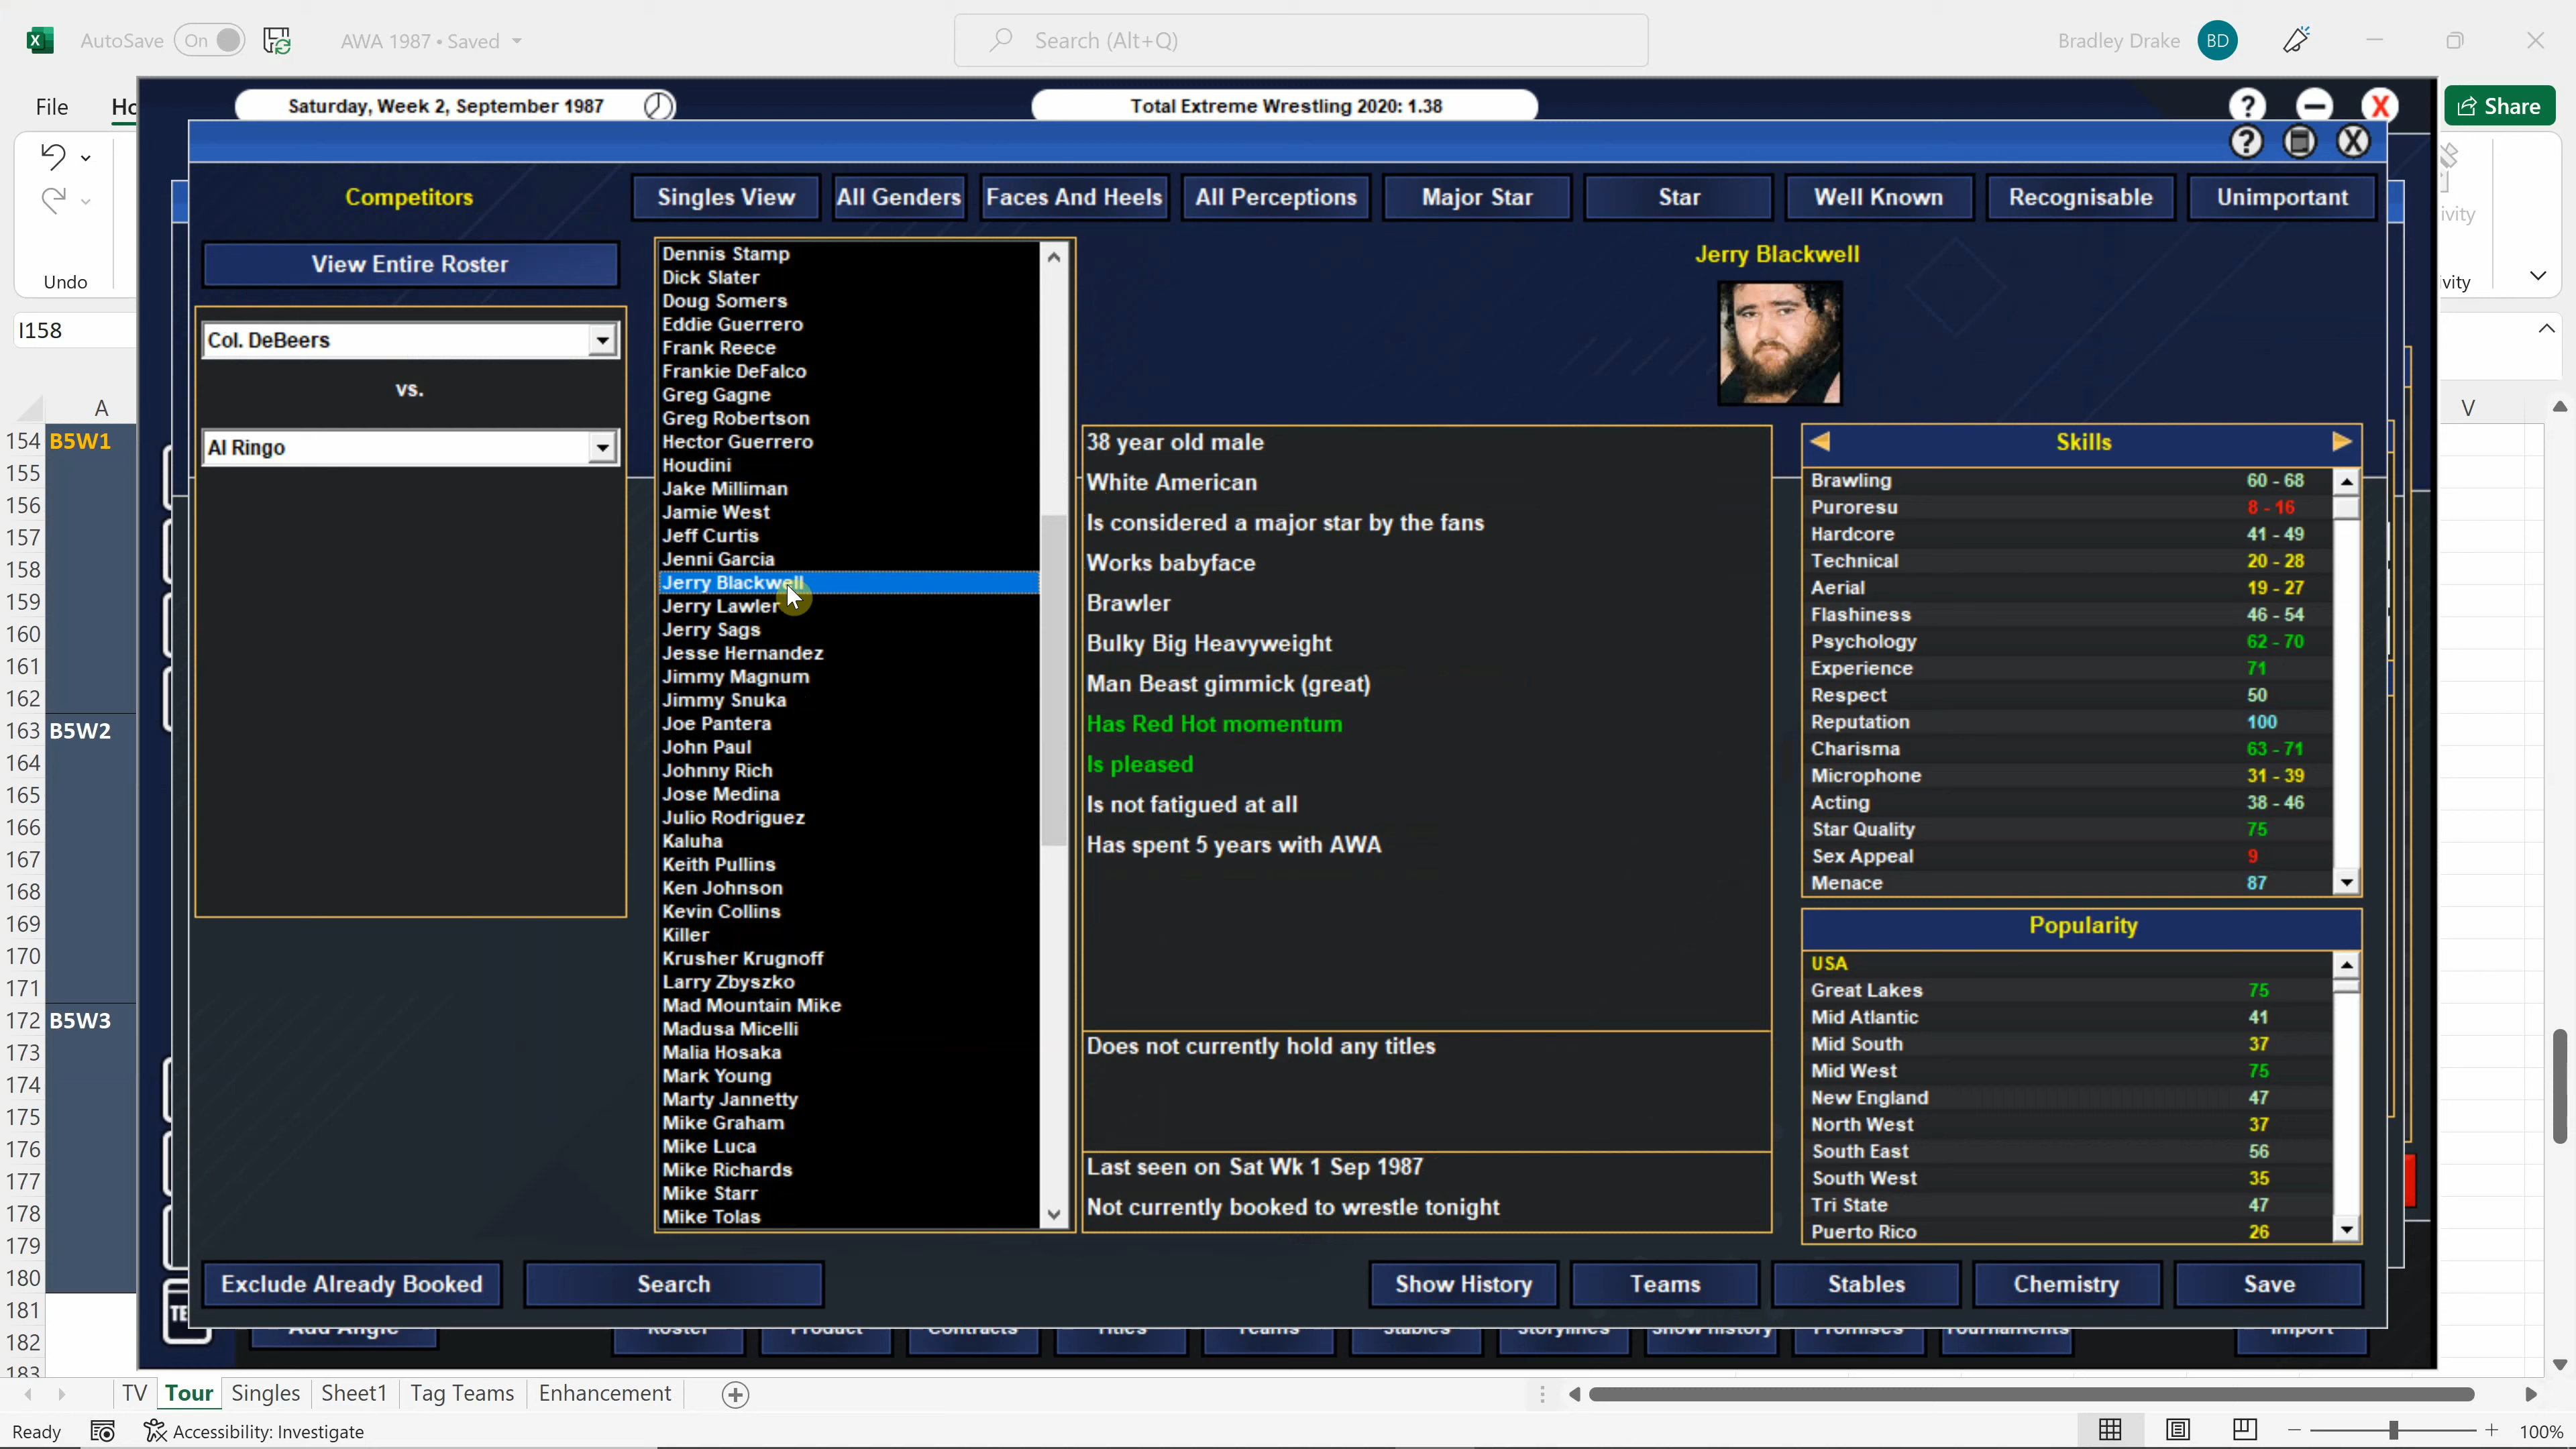 AutoSave On AWA 1987 • Saved Search (Alt+Q) Bradley Drake BD
File
Share
Undo
I158
A V
154 B5W1
155
156
157
158
159
160
161
162
163 B5W2
164
165
166
167
168
169
170
171
172 B5W3
173
174
175
176
177
178
179
180
181
182
183
Saturday, Week 2, September 1987
Total Extreme Wrestling 2020: 1.38
Competitors
Singles View
All Genders
Faces And Heels
All Perceptions
Major Star
Star
Well Known
Recognisable
Unimportant
View Entire Roster
Col. DeBeers
vs.
Al Ringo
Dennis Stamp
Dick Slater
Doug Somers
Eddie Guerrero
Frank Reece
Frankie DeFalco
Greg Gagne
Greg Robertson
Hector Guerrero
Houdini
Jake Milliman
Jamie West
Jeff Curtis
Jenni Garcia
Jerry Blackwell
Jerry Lawler
Jerry Sags
Jesse Hernandez
Jimmy Magnum
Jimmy Snuka
Joe Pantera
John Paul
Johnny Rich
Jose Medina
Julio Rodriguez
Kaluha
Keith Pullins
Ken Johnson
Kevin Collins
Killer
Krusher Krugnoff
Larry Zbyszko
Mad Mountain Mike
Madusa Micelli
Malia Hosaka
Mark Young
Marty Jannetty
Mike Graham
Mike Luca
Mike Richards
Mike Starr
Mike Tolas
Jerry Blackwell
38 year old male
White American
Is considered a major star by the fans
Works babyface
Brawler
Bulky Big Heavyweight
Man Beast gimmick (great)
Has Red Hot momentum
Is pleased
Is not fatigued at all
Has spent 5 years with AWA
Does not currently hold any titles
Last seen on Sat Wk 1 Sep 1987
Not currently booked to wrestle tonight
Skills
Brawling 60 - 68
Puroresu 8 - 16
Hardcore 41 - 49
Technical 20 - 28
Aerial 19 - 27
Flashiness 46 - 54
Psychology 62 - 70
Experience 71
Respect 50
Reputation 100
Charisma 63 - 71
Microphone 31 - 39
Acting 38 - 46
Star Quality 75
Sex Appeal 9
Menace 87
Popularity
USA
Great Lakes 75
Mid Atlantic 41
Mid South 37
Mid West 75
New England 47
North West 37
South East 56
South West 35
Tri State 47
Puerto Rico 26
Exclude Already Booked
Search
Show History
Teams
Stables
Chemistry
Save
Add Angle Roster Product Contracts Titles Teams Stables Storylines Show History Promises Tournaments Import
TV Tour Singles Sheet1 Tag Teams Enhancement
Ready Accessibility: Investigate 100%